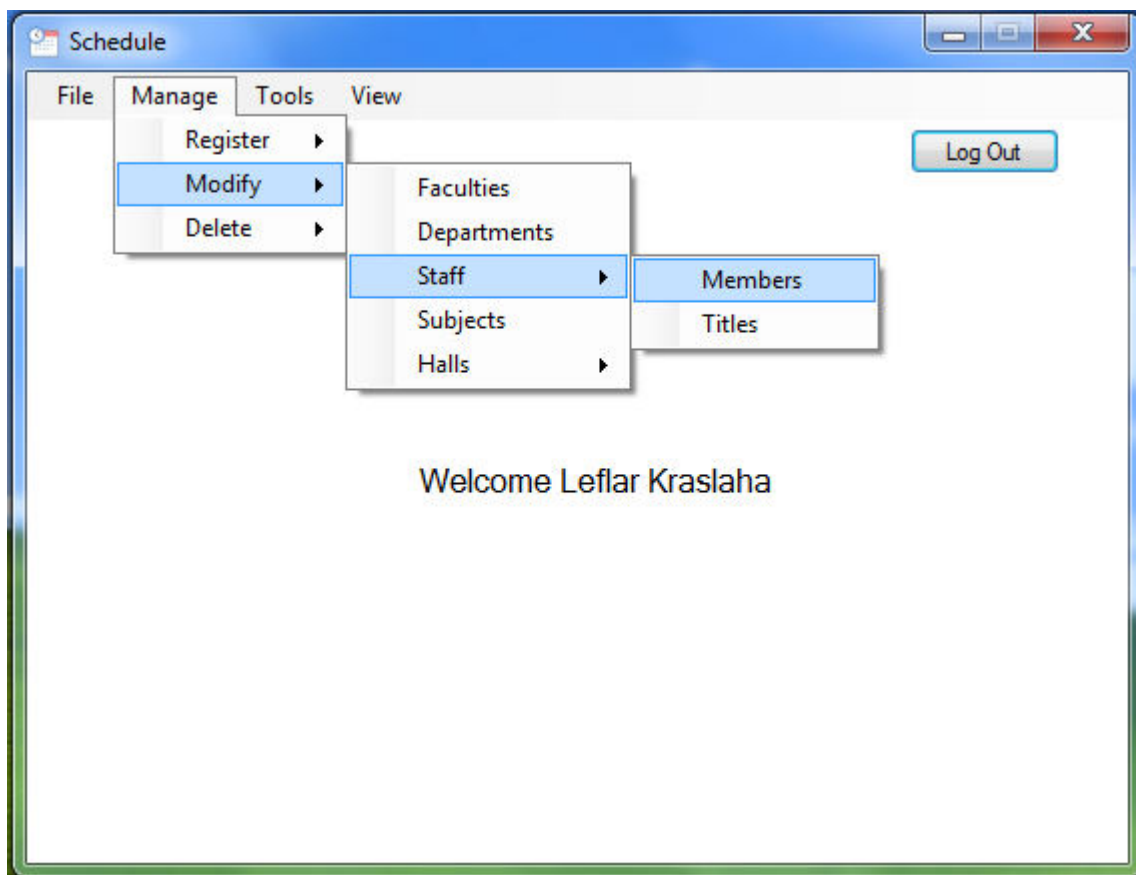 Schedule
File Manage Tools View
Register
Modify
Delete
Log Out
Faculties
Departments
Staff
Subjects
Halls
Members
Titles
Welcome Leflar Kraslaha